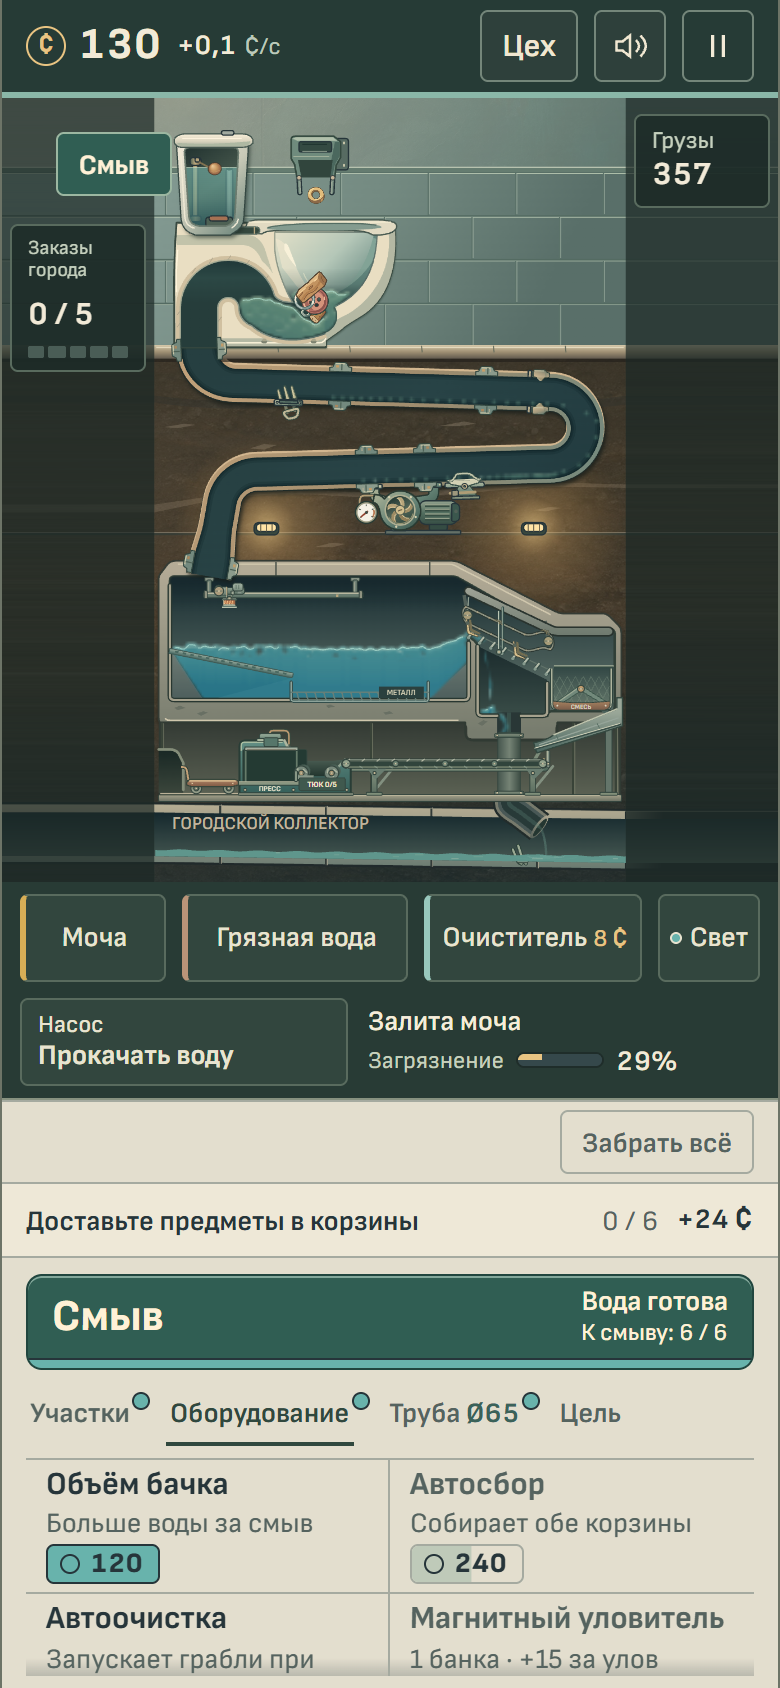 ₵ 130 +0,1 ₵/с
Цех
Смыв
Грузы
357
Заказы
города
0 / 5
МЕТАЛЛ
СМЕСЬ
ПРЕСС
ТЮК 0/5
ГОРОДСКОЙ КОЛЛЕКТОР
Моча
Грязная вода
Очиститель 8 ₵
Свет
Насос
Прокачать воду
Залита моча
Загрязнение 29%
Забрать всё
Доставьте предметы в корзины 0 / 6 +24 ₵
Смыв
Вода готова
К смыву: 6 / 6
Участки Оборудование Труба Ø65 Цель
Объём бачка
Больше воды за смыв
120
Автосбор
Собирает обе корзины
240
Автоочистка
Запускает грабли при
Магнитный уловитель
1 банка · +15 за улов